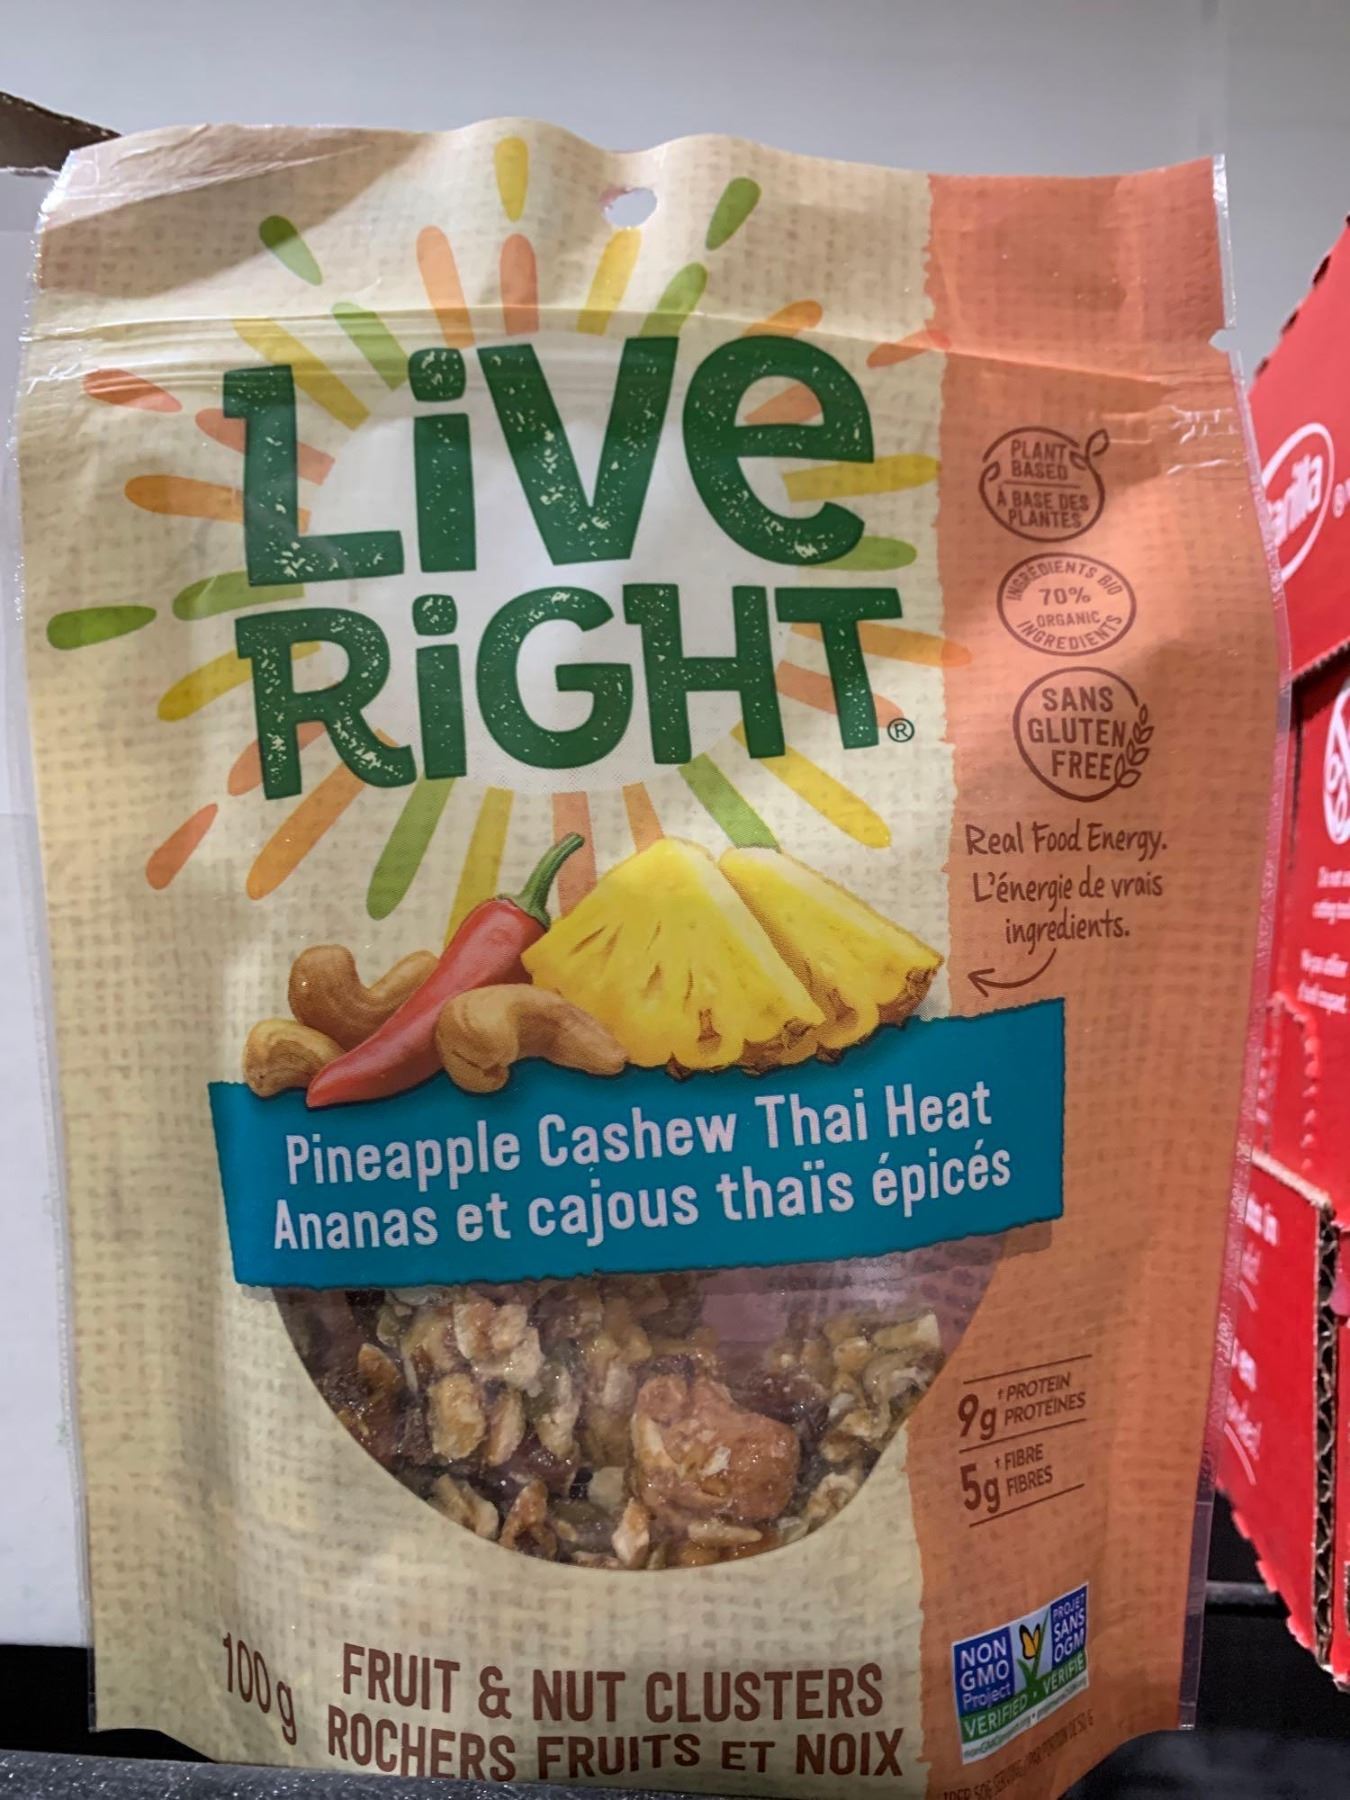 LiVe
RiGHT®
PLANT
BASED
À BASE DES
PLANTES
INGREDIENTS BIO
70%
ORGANIC
INGREDIENTS
SANS
GLUTEN
FREE
Real Food Energy.
L'énergie de vrais
ingredients.
Pineapple Cashew Thai Heat
Ananas et cajous thaïs épicés
9g † PROTEIN
PROTÉINES
5g † FIBRE
FIBRES
100 g
FRUIT & NUT CLUSTERS
ROCHERS FRUITS ET NOIX
NON
GMO
Project
VERIFIED
PROJET
SANS
OGM
VÉRIFIÉ